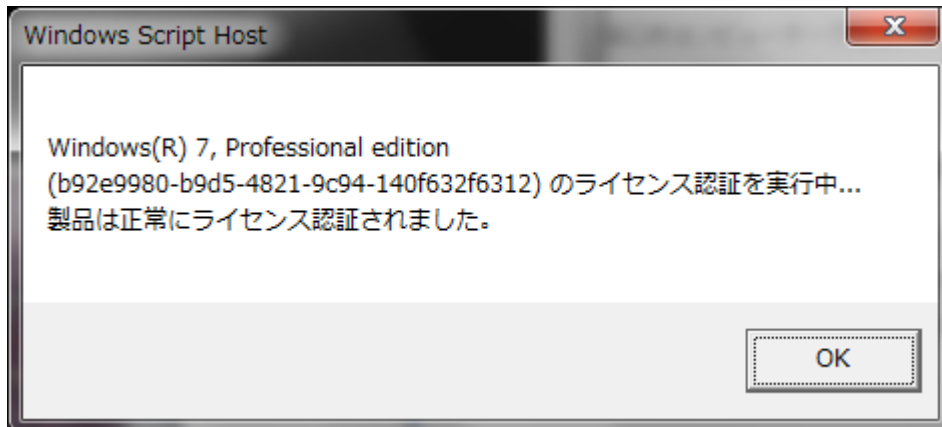 Windows Script Host
Windows(R) 7, Professional edition
(b92e9980-b9d5-4821-9c94-140f632f6312) のライセンス認証を実行中...
製品は正常にライセンス認証されました。
OK